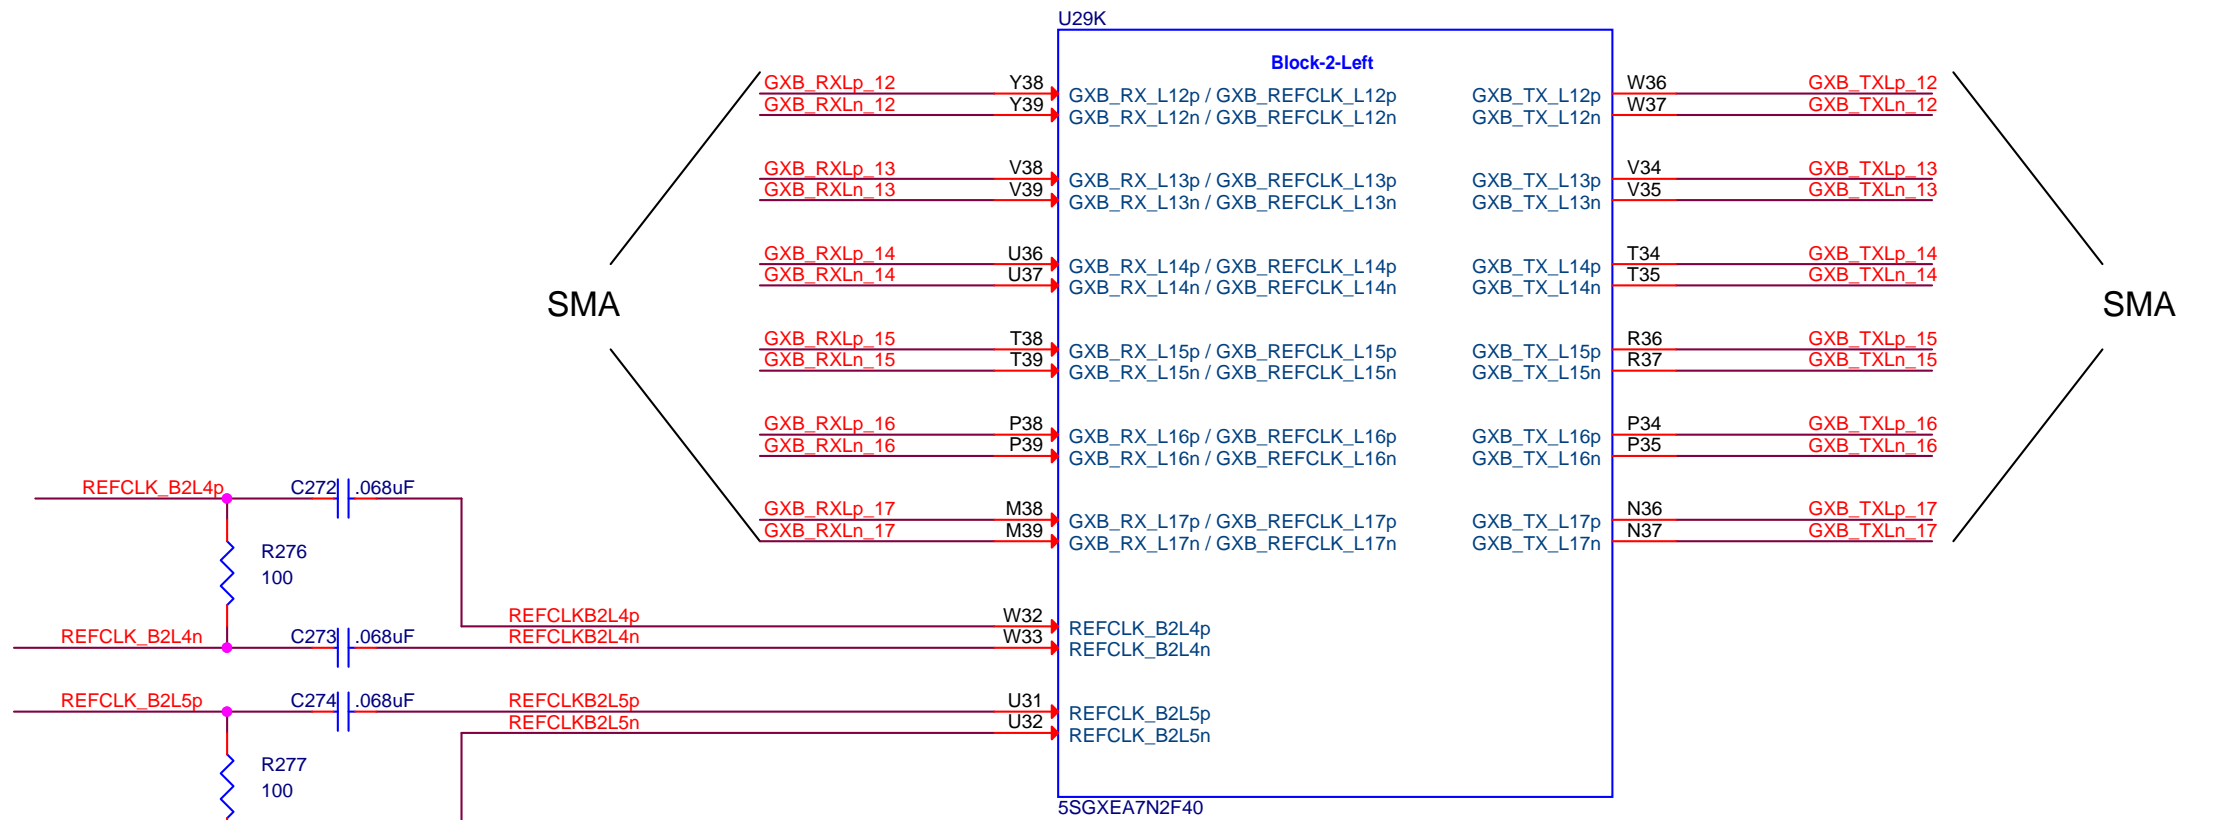 U29K
Block-2-Left
GXB_RXLp_12 Y38 GXB_RX_L12p / GXB_REFCLK_L12p GXB_TX_L12p W36 GXB_TXLp_12
GXB_RXLn_12 Y39 GXB_RX_L12n / GXB_REFCLK_L12n GXB_TX_L12n W37 GXB_TXLn_12
GXB_RXLp_13 V38 GXB_RX_L13p / GXB_REFCLK_L13p GXB_TX_L13p V34 GXB_TXLp_13
GXB_RXLn_13 V39 GXB_RX_L13n / GXB_REFCLK_L13n GXB_TX_L13n V35 GXB_TXLn_13
GXB_RXLp_14 U36 GXB_RX_L14p / GXB_REFCLK_L14p GXB_TX_L14p T34 GXB_TXLp_14
GXB_RXLn_14 U37 GXB_RX_L14n / GXB_REFCLK_L14n GXB_TX_L14n T35 GXB_TXLn_14
SMA SMA
GXB_RXLp_15 T38 GXB_RX_L15p / GXB_REFCLK_L15p GXB_TX_L15p R36 GXB_TXLp_15
GXB_RXLn_15 T39 GXB_RX_L15n / GXB_REFCLK_L15n GXB_TX_L15n R37 GXB_TXLn_15
GXB_RXLp_16 P38 GXB_RX_L16p / GXB_REFCLK_L16p GXB_TX_L16p P34 GXB_TXLp_16
GXB_RXLn_16 P39 GXB_RX_L16n / GXB_REFCLK_L16n GXB_TX_L16n P35 GXB_TXLn_16
REFCLK_B2L4p C272 .068uF
GXB_RXLp_17 M38 GXB_RX_L17p / GXB_REFCLK_L17p GXB_TX_L17p N36 GXB_TXLp_17
GXB_RXLn_17 M39 GXB_RX_L17n / GXB_REFCLK_L17n GXB_TX_L17n N37 GXB_TXLn_17
R276
100
REFCLKB2L4p W32 REFCLK_B2L4p
REFCLK_B2L4n C273 .068uF REFCLKB2L4n W33 REFCLK_B2L4n
REFCLK_B2L5p C274 .068uF REFCLKB2L5p U31 REFCLK_B2L5p
REFCLKB2L5n U32 REFCLK_B2L5n
R277
100
5SGXEA7N2F40